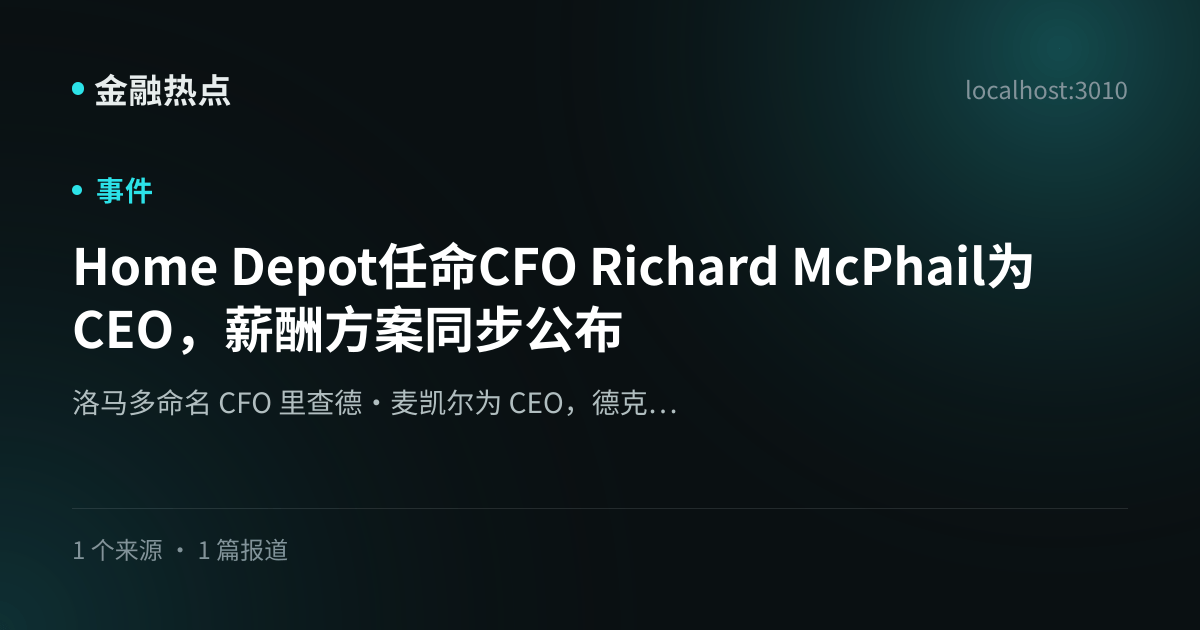 金融热点
localhost:3010
事件
Home Depot任命CFO Richard McPhail为
CEO，薪酬方案同步公布
洛马多命名 CFO 里查德・麦凯尔为 CEO，德克…
1 个来源 · 1 篇报道